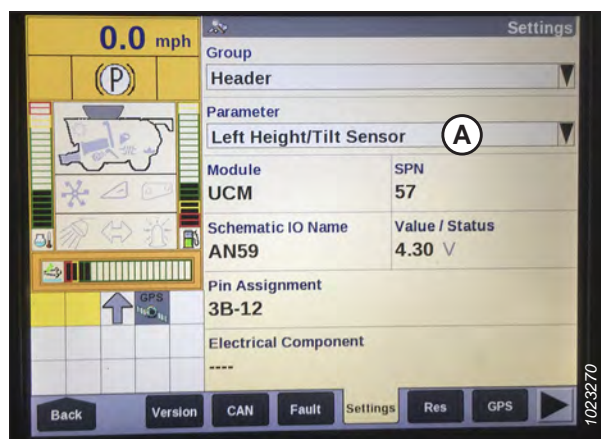 0.0 mph
Settings
(P)
Group
Header
Parameter
Left Height/Tilt Sensor
A
Module
SPN
UCM
57
Schematic IO Name
Value / Status
AN59
4.30 V
Pin Assignment
3B-12
GPS
Electrical Component
----
Back
Version
CAN
Fault
Settings
Res
GPS
1023270